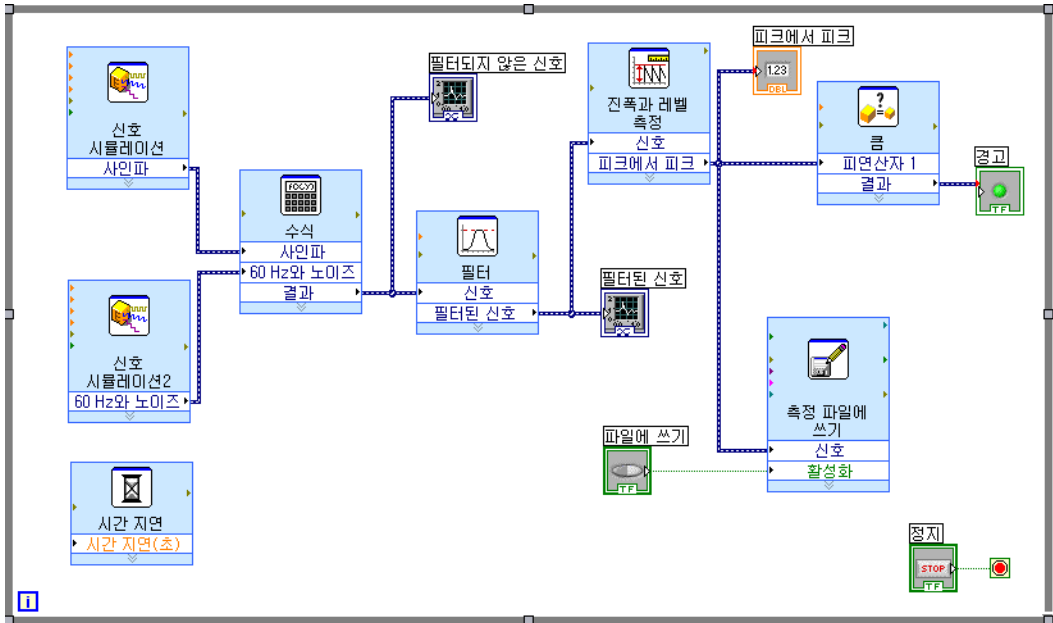 신호
시뮬레이션
사인파
f(x,y)
수식
사인파
60 Hz와 노이즈
결과
신호
시뮬레이션2
60 Hz와 노이즈
시간 지연
시간 지연(초)
필터되지 않은 신호
필터
신호
필터된 신호
진폭과 레벨
측정
신호
피크에서 피크
필터된 신호
피크에서 피크
1.23
DBL
?
큼
피연산자 1
결과
경고
TF
측정 파일에
쓰기
신호
활성화
파일에 쓰기
TF
정지
STOP
TF
i